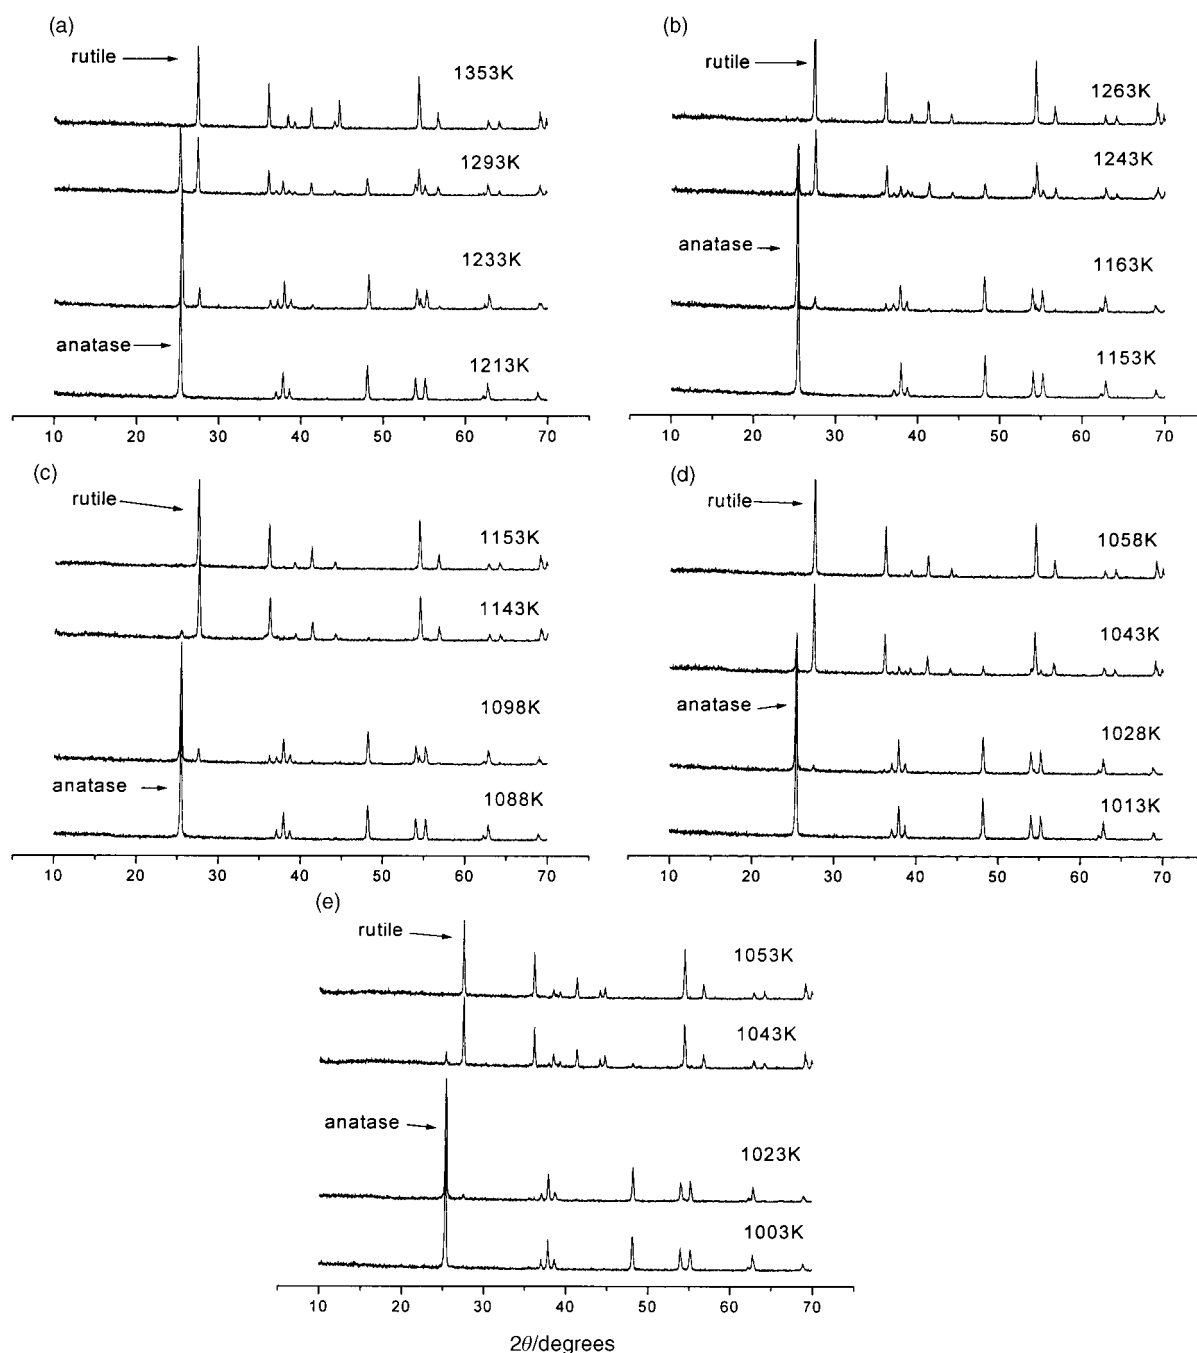 (a)
rutile
1353K
1293K
1233K
anatase
1213K
10 20 30 40 50 60 70
(b)
rutile
1263K
1243K
anatase
1163K
1153K
10 20 30 40 50 60 70
(c)
rutile
1153K
1143K
1098K
anatase
1088K
10 20 30 40 50 60 70
(d)
rutile
1058K
1043K
anatase
1028K
1013K
10 20 30 40 50 60 70
(e)
rutile
1053K
1043K
anatase
1023K
1003K
10 20 30 40 50 60 70
2θ/degrees